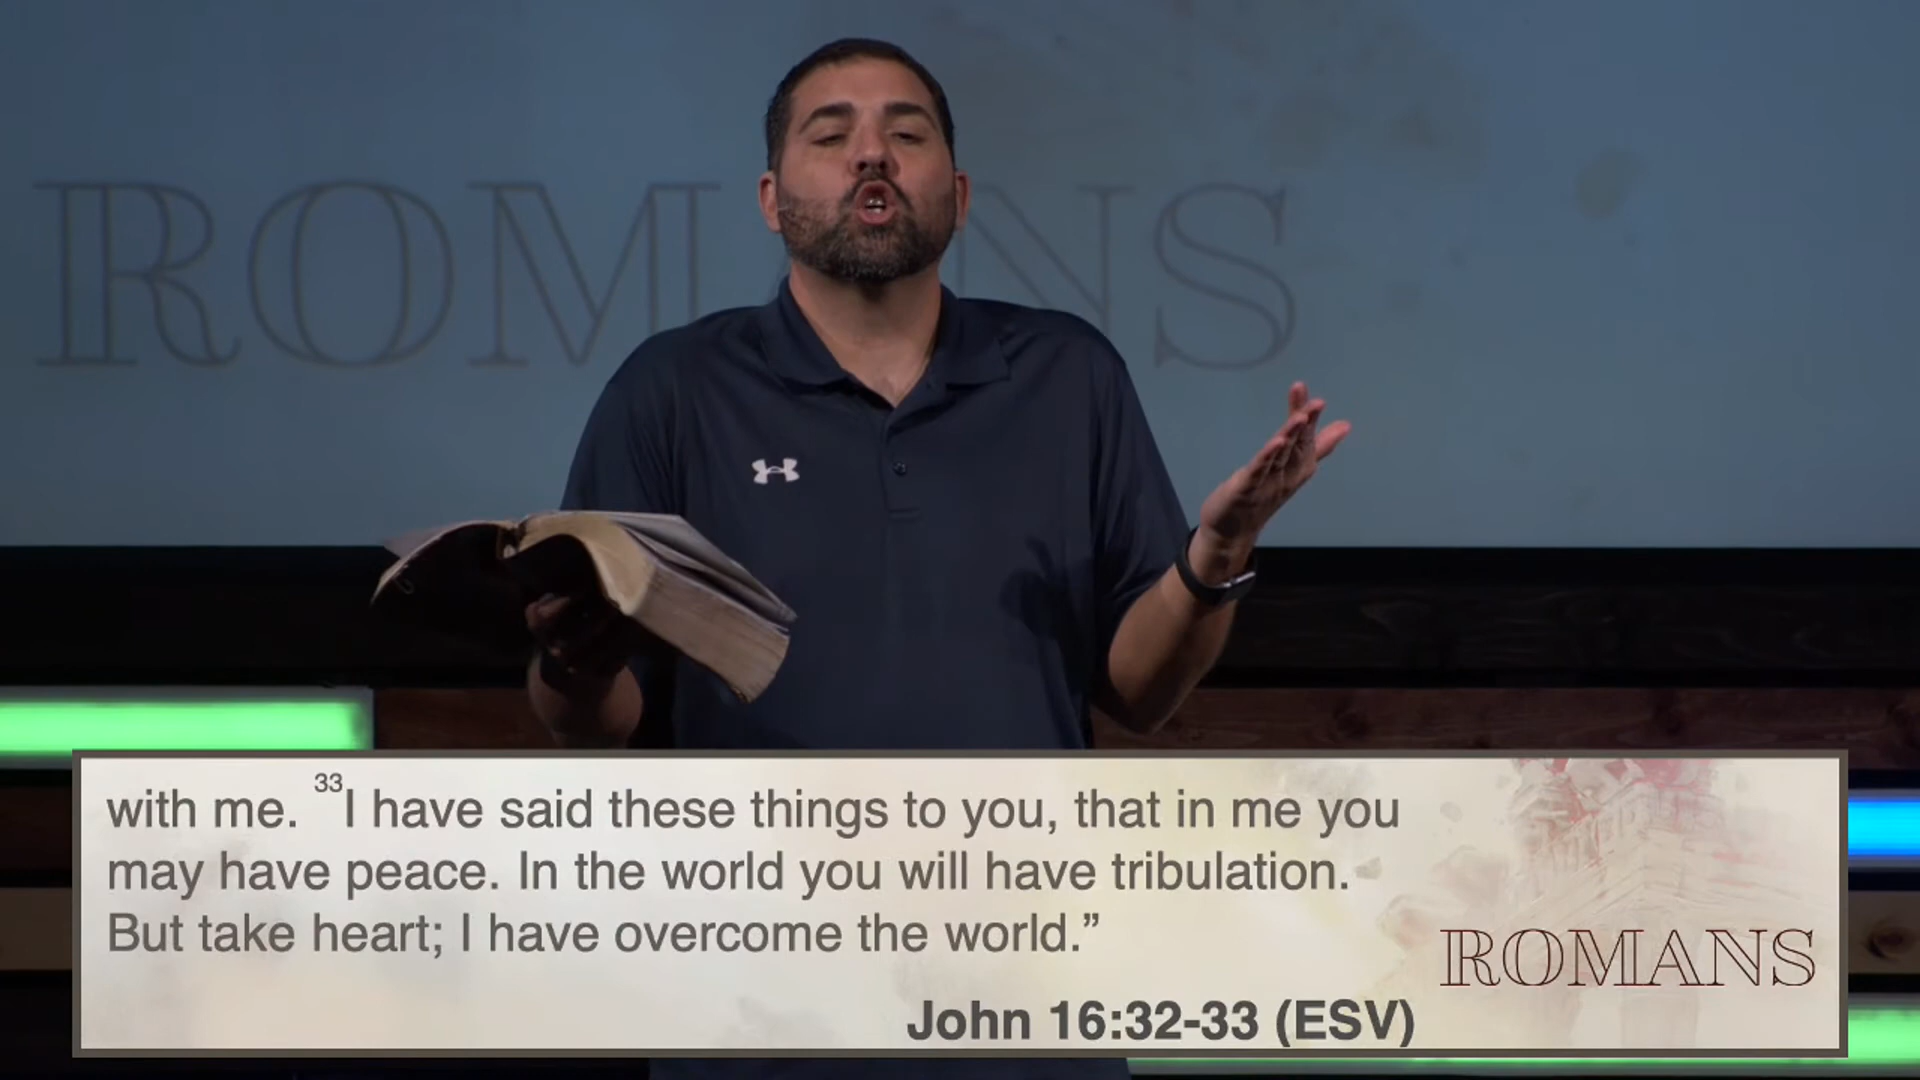 ROMANS
with me. 33I have said these things to you, that in me you
may have peace. In the world you will have tribulation.
But take heart; I have overcome the world.”
ROMANS
John 16:32-33 (ESV)